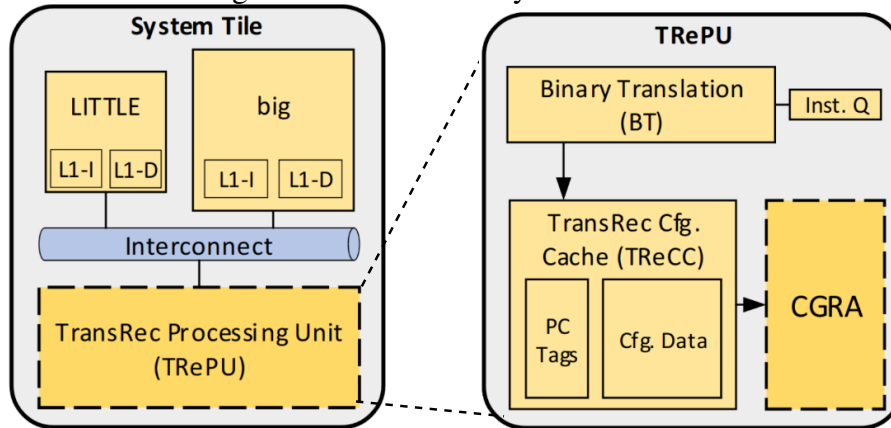 System Tile
LITTLE
L1-I
L1-D
big
L1-I
L1-D
Interconnect
TransRec Processing Unit
(TRePU)
TRePU
Binary Translation
(BT)
Inst. Q
TransRec Cfg.
Cache (TReCC)
PC
Tags
Cfg. Data
CGRA